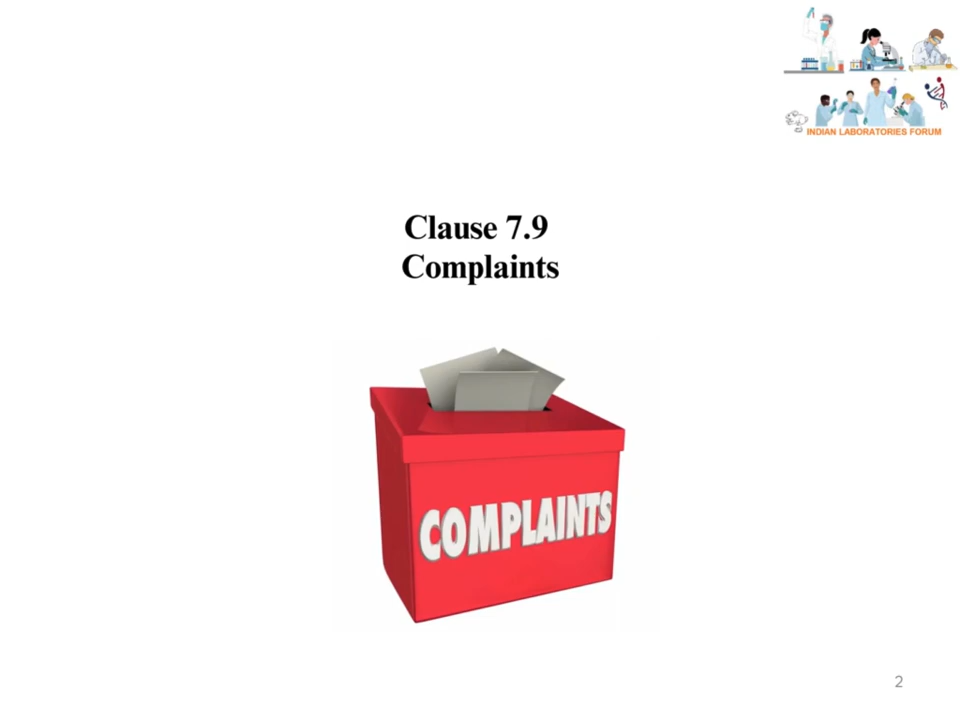 INDIAN LABORATORIES FORUM
Clause 7.9
Complaints
COMPLAINTS
2